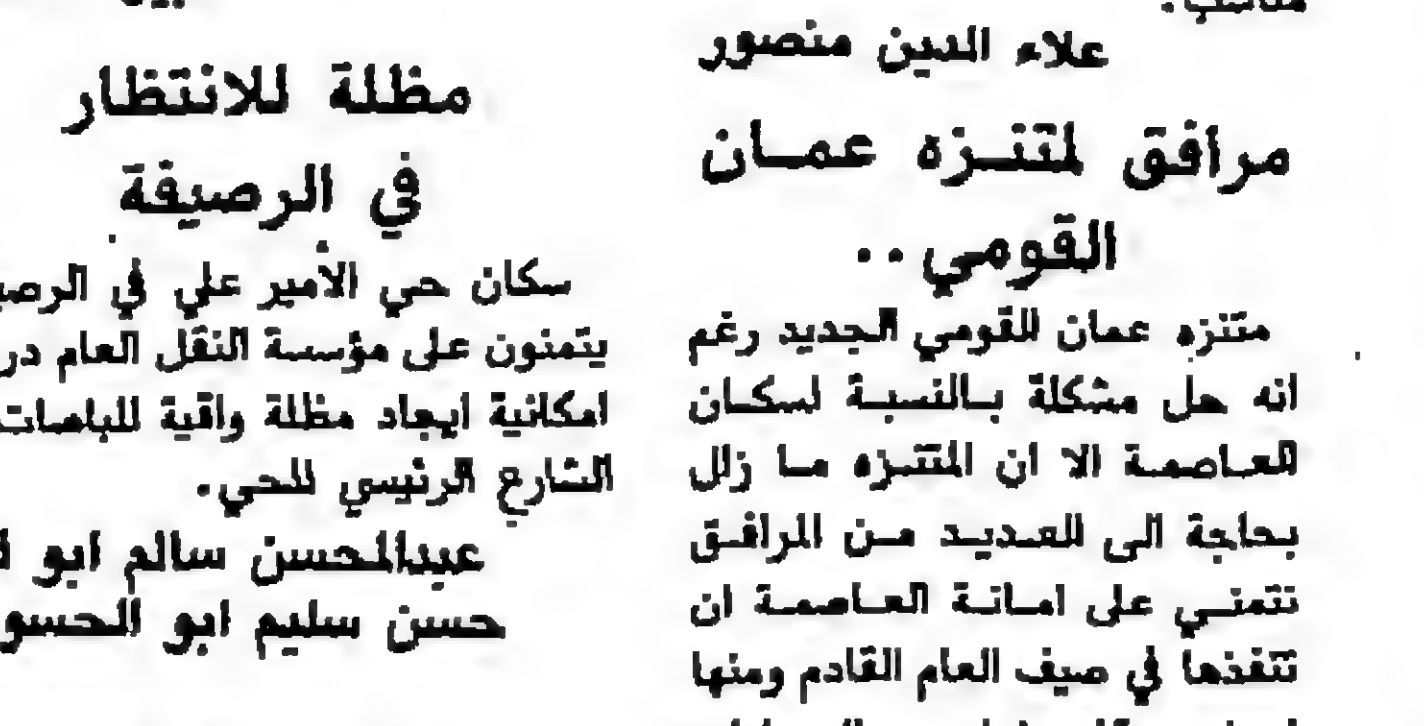 مناسب.
علاء الدين منصور
مرافق لمتنزه عمان
القومي..
متنزه عمان القومي الجديد رغم
انه حل مشكلة بالنسبة لسكان
العاصمة الا ان المتنزه ما زال
بحاجة الى العديد من المرافق
نتمنى على امانة العاصمة ان
تنفذها في صيف العام القادم ومنها
مظلة للانتظار
في الرصيفة
سكان حي الأمير علي في
يتمنون على مؤسسة النقل العام
امكانية ايجاد مظلة واقية للباصات
الشارع الرئيسي للحي.
عبدالمحسن سالم ابو
حسن سليم ابو